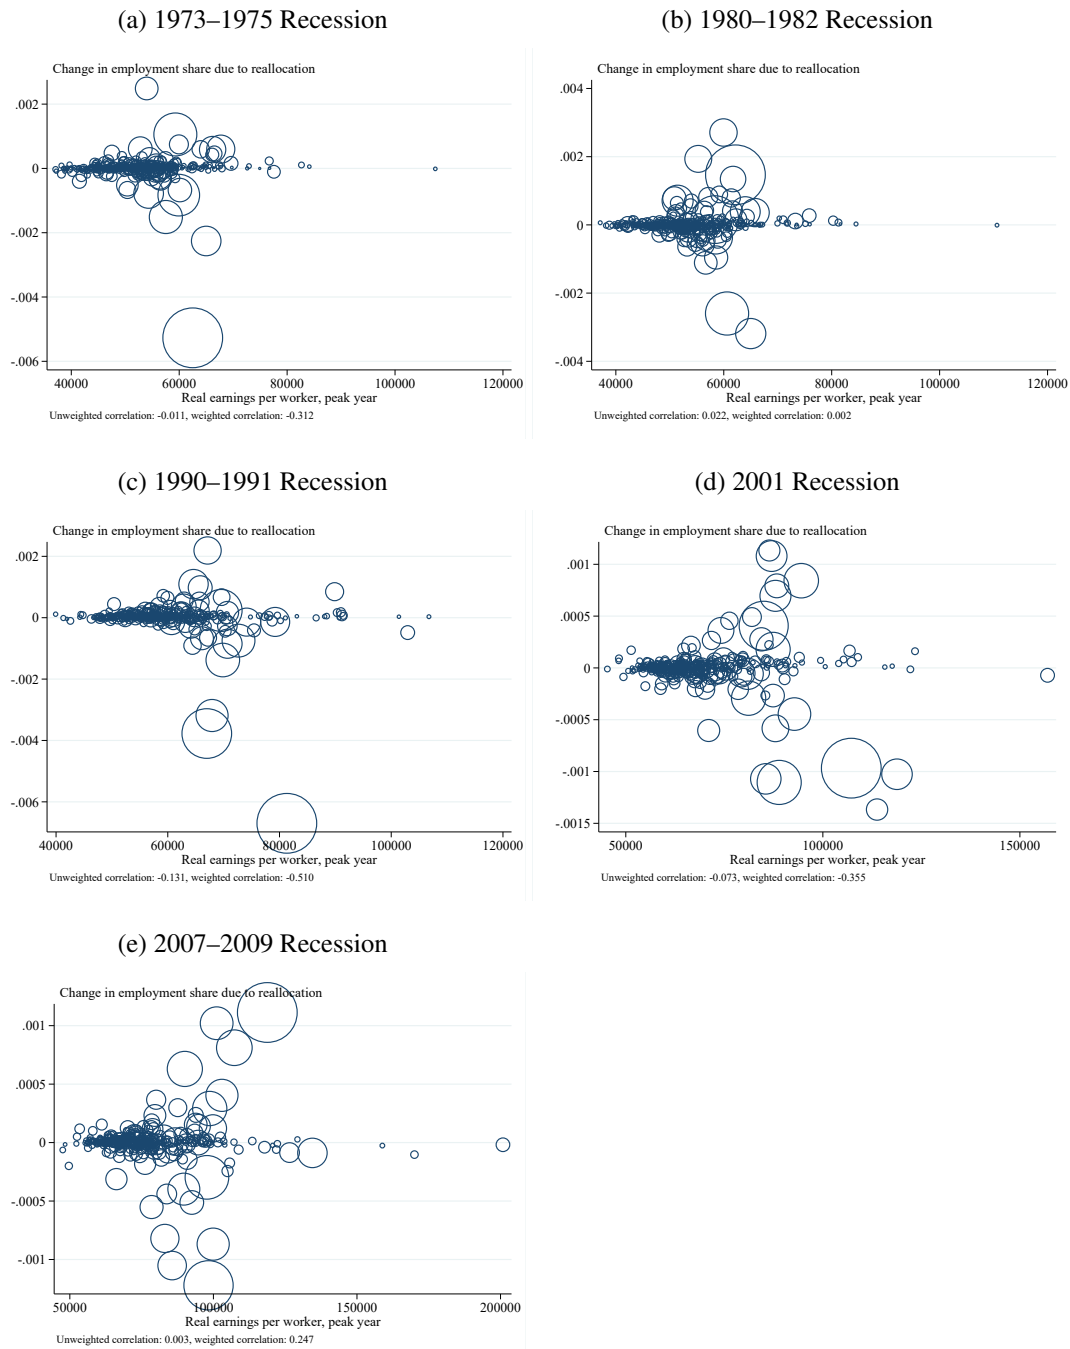 (a) 1973–1975 Recession
Change in employment share due to reallocation
.002
0
-.002
-.004
-.006
40000 60000 80000 100000 120000
Real earnings per worker, peak year
Unweighted correlation: -0.011, weighted correlation: -0.312
(b) 1980–1982 Recession
Change in employment share due to reallocation
.004
.002
0
-.002
-.004
40000 60000 80000 100000 120000
Real earnings per worker, peak year
Unweighted correlation: 0.022, weighted correlation: 0.002
(c) 1990–1991 Recession
Change in employment share due to reallocation
.002
0
-.002
-.004
-.006
40000 60000 80000 100000 120000
Real earnings per worker, peak year
Unweighted correlation: -0.131, weighted correlation: -0.510
(d) 2001 Recession
Change in employment share due to reallocation
.001
.0005
0
-.0005
-.001
-.0015
50000 100000 150000
Real earnings per worker, peak year
Unweighted correlation: -0.073, weighted correlation: -0.355
(e) 2007–2009 Recession
Change in employment share due to reallocation
.001
.0005
0
-.0005
-.001
50000 100000 150000 200000
Real earnings per worker, peak year
Unweighted correlation: 0.003, weighted correlation: 0.247